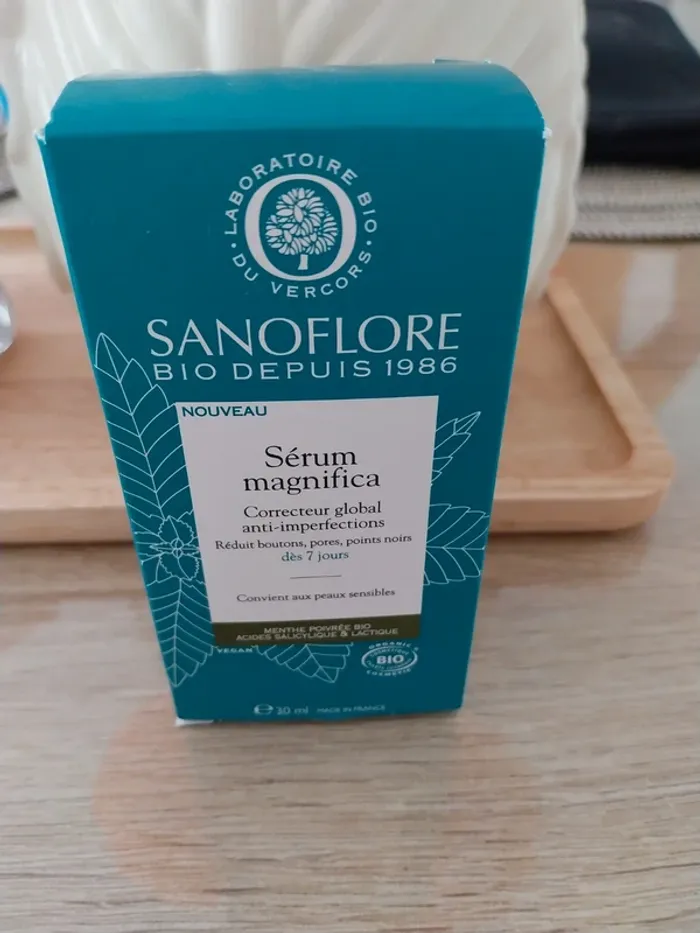 LABORATOIRE BIO
DU VERCORS
SANOFLORE
BIO DEPUIS 1986
NOUVEAU
Sérum
magnifica
Correcteur global
anti-imperfections
Réduit boutons, pores, points noirs
dès 7 jours
Convient aux peaux sensibles
MENTHE POIVRÉE BIO
ACIDES SALICYLIQUE & LACTIQUE
VEGAN
ORGANIC
BIO
COSMETIC
e 30 ml MADE IN FRANCE